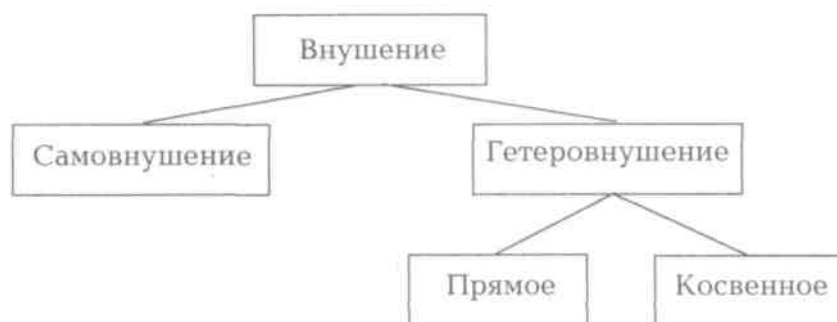 Внушение
Самовнушение
Гетеровнушение
Прямое
Косвенное